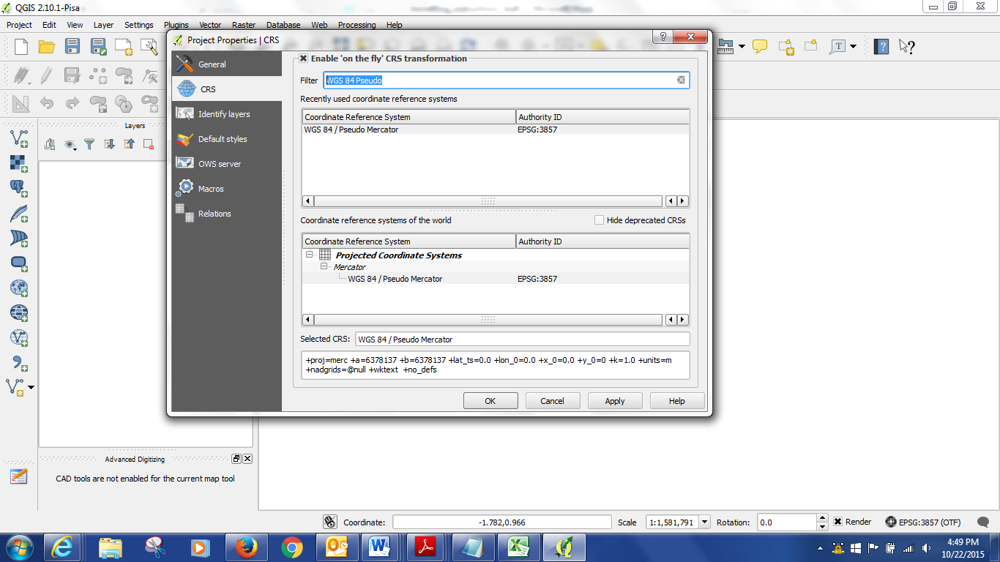 QGIS 2.10.1-Pisa
Project Edit View Layer Settings Plugins Vector Raster Database Web Processing Help
Project Properties | CRS
General
CRS
Identify layers
Default styles
OWS server
Macros
Relations
Enable 'on the fly' CRS transformation
Filter WGS 84 Pseudo
Recently used coordinate reference systems
Coordinate Reference System Authority ID
WGS 84 / Pseudo Mercator EPSG:3857
Coordinate reference systems of the world Hide deprecated CRSs
Coordinate Reference System Authority ID
Projected Coordinate Systems
Mercator
WGS 84 / Pseudo Mercator EPSG:3857
Selected CRS: WGS 84 / Pseudo Mercator
+proj=merc +a=6378137 +b=6378137 +lat_ts=0.0 +lon_0=0.0 +x_0=0.0 +y_0=0 +k=1.0 +units=m
+nadgrids=@null +wktext +no_defs
OK Cancel Apply Help
Layers
Advanced Digitizing
CAD tools are not enabled for the current map tool
Coordinate: -1.782,0.966 Scale 1:1,581,791 Rotation: 0.0 Render EPSG:3857 (OTF)
4:49 PM
10/22/2015